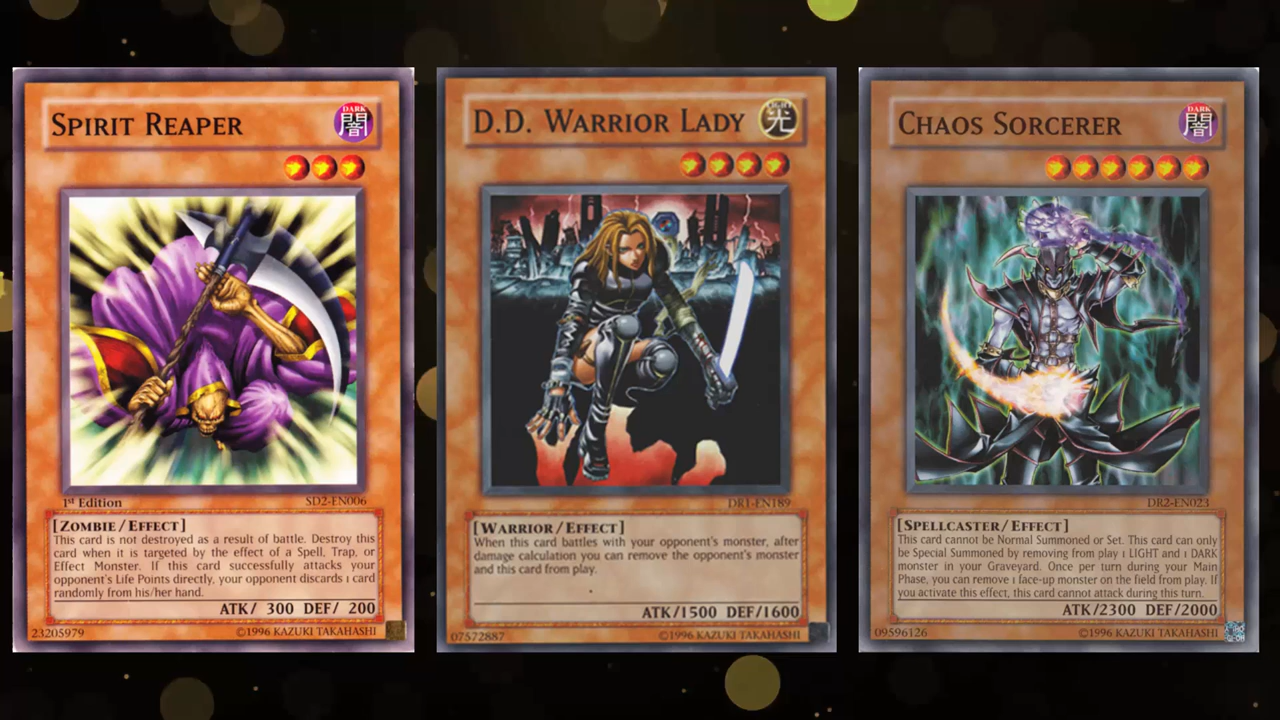 SPIRIT REAPER
DARK
闇
1st Edition
SD2-EN006
[ZOMBIE/EFFECT]
This card is not destroyed as a result of battle. Destroy this
card when it is targeted by the effect of a Spell, Trap, or
Effect Monster. If this card successfully attacks your
opponent's Life Points directly, your opponent discards 1 card
randomly from his/her hand.
ATK/ 300 DEF/ 200
23205979
©1996 KAZUKI TAKAHASHI
D.D. WARRIOR LADY
LIGHT
光
DR1-EN189
[WARRIOR/EFFECT]
When this card battles with your opponent's monster, after
damage calculation you can remove the opponent's monster
and this card from play.
ATK/1500 DEF/1600
07572887
©1996 KAZUKI TAKAHASHI
CHAOS SORCERER
DARK
闇
DR2-EN023
[SPELLCASTER/EFFECT]
This card cannot be Normal Summoned or Set. This card can only
be Special Summoned by removing from play 1 LIGHT and 1 DARK
monster in your Graveyard. Once per turn during your Main
Phase, you can remove 1 face-up monster on the field from play. If
you activate this effect, this card cannot attack during this turn.
ATK/2300 DEF/2000
09596126
©1996 KAZUKI TAKAHASHI